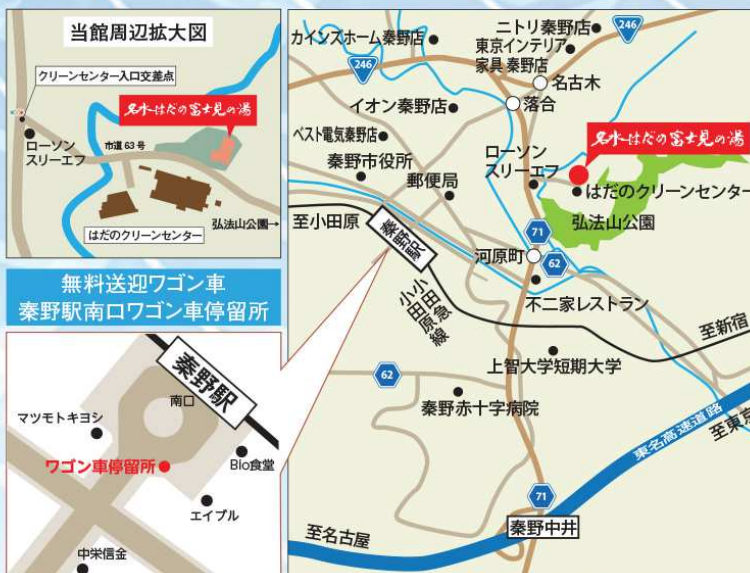 当館周辺拡大図
クリーンセンター入口交差点
名水はだの富士見の湯
ローソン
スリーエフ
市道63号
はだのクリーンセンター
弘法山公園→
無料送迎ワゴン車
秦野駅南口ワゴン車停留所
秦野駅
南口
マツモトキヨシ
ワゴン車停留所
Blo食堂
エイブル
中栄信金
カインズホーム秦野店
ニトリ秦野店
246
東京インテリア
家具 秦野店
246
名古木
イオン秦野店
落合
ベスト電気秦野店
名水はだの富士見の湯
秦野市役所
郵便局
ローソン
スリーエフ
はだのクリーンセンター
弘法山公園
至小田原
秦野駅
71
河原町
62
小田急線
小田原
不二家レストラン
至新宿
上智大学短期大学
62
秦野赤十字病院
東名高速道路
至東京
71
秦野中井
至名古屋